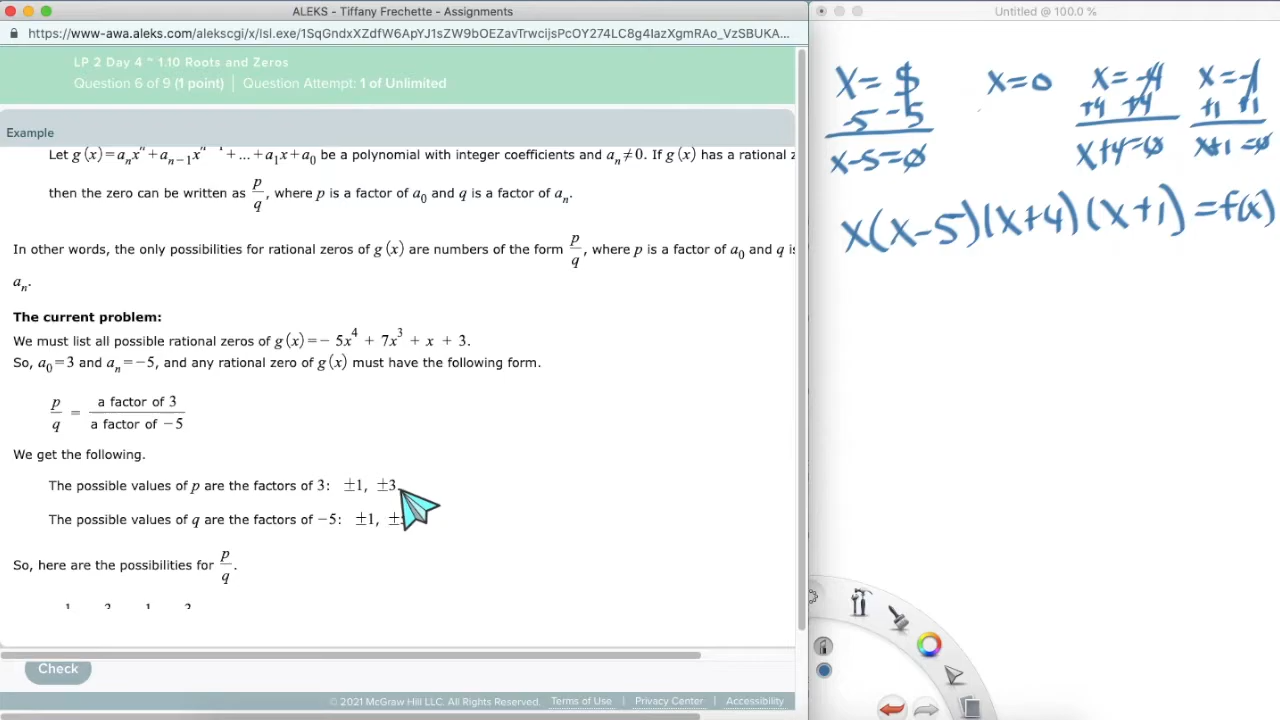 ALEKS - Tiffany Frechette - Assignments
Untitled @ 100.0 %
LP 2 Day 4 ~ 1.10 Roots and Zeros
Question 6 of 9 (1 point) | Question Attempt: 1 of Unlimited
Example
Let g(x)=aₙxⁿ+aₙ₋₁xⁿ⁻¹+...+a₁x+a₀ be a polynomial with integer coefficients and aₙ≠0. If g(x) has a rational z
then the zero can be written as p/q, where p is a factor of a₀ and q is a factor of aₙ.
In other words, the only possibilities for rational zeros of g(x) are numbers of the form p/q, where p is a factor of a₀ and q i
aₙ.
The current problem:
We must list all possible rational zeros of g(x)=−5x⁴+7x³+x+3.
So, a₀=3 and aₙ=−5, and any rational zero of g(x) must have the following form.
p/q = a factor of 3 / a factor of −5
We get the following.
The possible values of p are the factors of 3: ±1, ±3
The possible values of q are the factors of −5: ±1, ±
So, here are the possibilities for p/q.
1 3 1 3
Check
© 2021 McGraw Hill LLC. All Rights Reserved. Terms of Use | Privacy Center | Accessibility
x=5 x=0 x=-4 x=-1
-5 -5 +4 +4 +1 +1
x-5=0 x+4=0 x+1=0
x(x-5)(x+4)(x+1)=f(x)